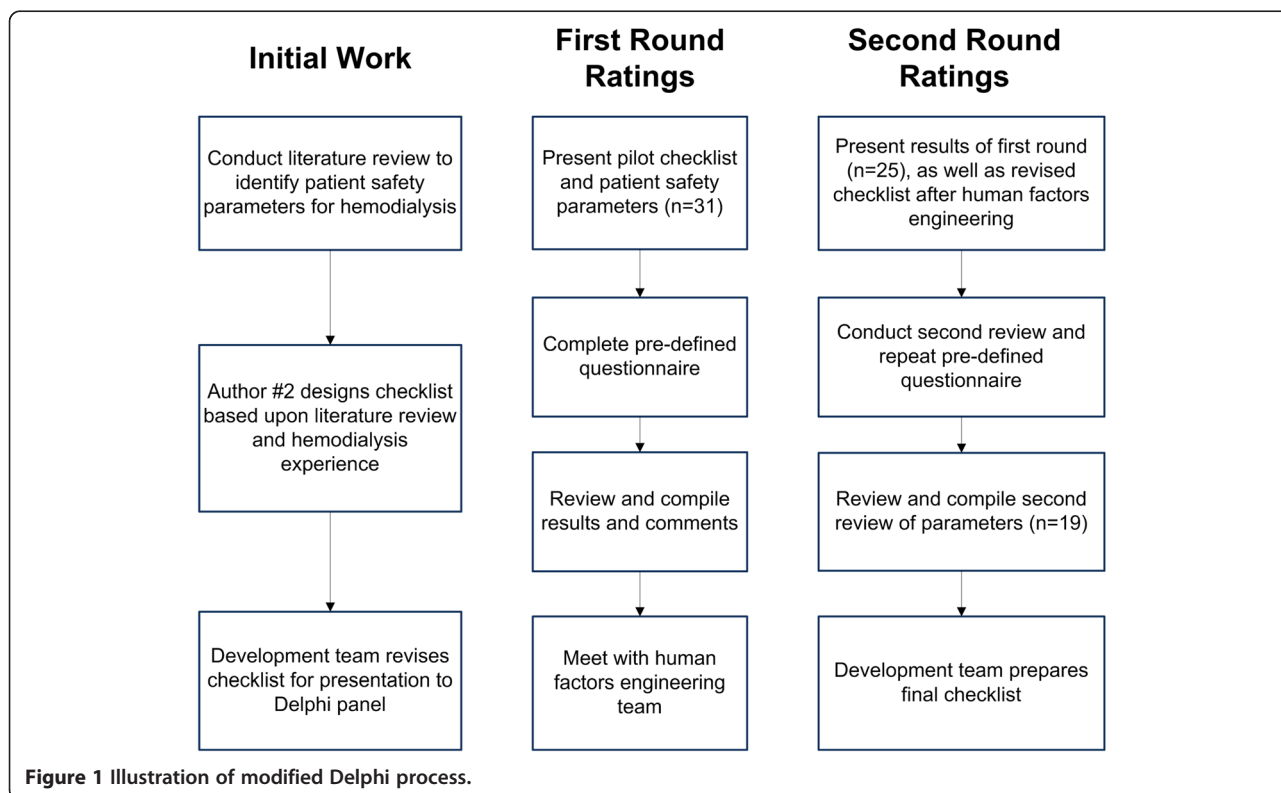 Initial Work
Conduct literature review to
identify patient safety
parameters for hemodialysis
Author #2 designs checklist
based upon literature review
and hemodialysis
experience
Development team revises
checklist for presentation to
Delphi panel
First Round
Ratings
Present pilot checklist
and patient safety
parameters (n=31)
Complete pre-defined
questionnaire
Review and compile
results and comments
Meet with human
factors engineering
team
Second Round
Ratings
Present results of first round
(n=25), as well as revised
checklist after human factors
engineering
Conduct second review and
repeat pre-defined
questionnaire
Review and compile second
review of parameters (n=19)
Development team prepares
final checklist
Figure 1 Illustration of modified Delphi process.